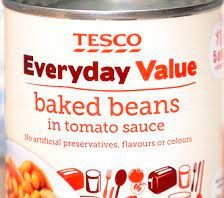 TESCO
Everyday Value
baked beans
in tomato sauce
No artificial preservatives, flavours or colours